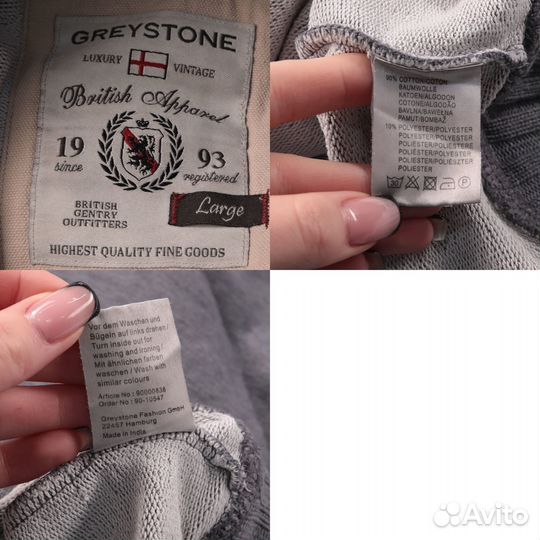 GREYSTONE
LUXURY VINTAGE
British Apparel
19 93
since registered
BRITISH
GENTRY
OUTFITTERS
Large
HIGHEST QUALITY FINE GOODS
90% COTTON/COTON
BAUMWOLLE
KATOEN/ALGODON
COTONE/ALGODÃO
BAVLNA/BAWEŁNA
PAMUT/BOMBAŽ
10% POLYESTER/POLYESTER
POLYESTER/POLYESTER
POLIESTER/POLIESTERE
POLIÉSTER/POLYESTER
POLIESTER/POLIÉSZTER
POLIESTER
30 P
Vor dem Waschen und
Bügeln auf links drehen/
Turn inside out for
washing and ironing/
Mit ähnlichen farben
waschen / Wash with
similar colours
Article No : 90000838
Order No : 90-10547
Greystone Fashion GmbH
22457 Hamburg
Made in India
Avito